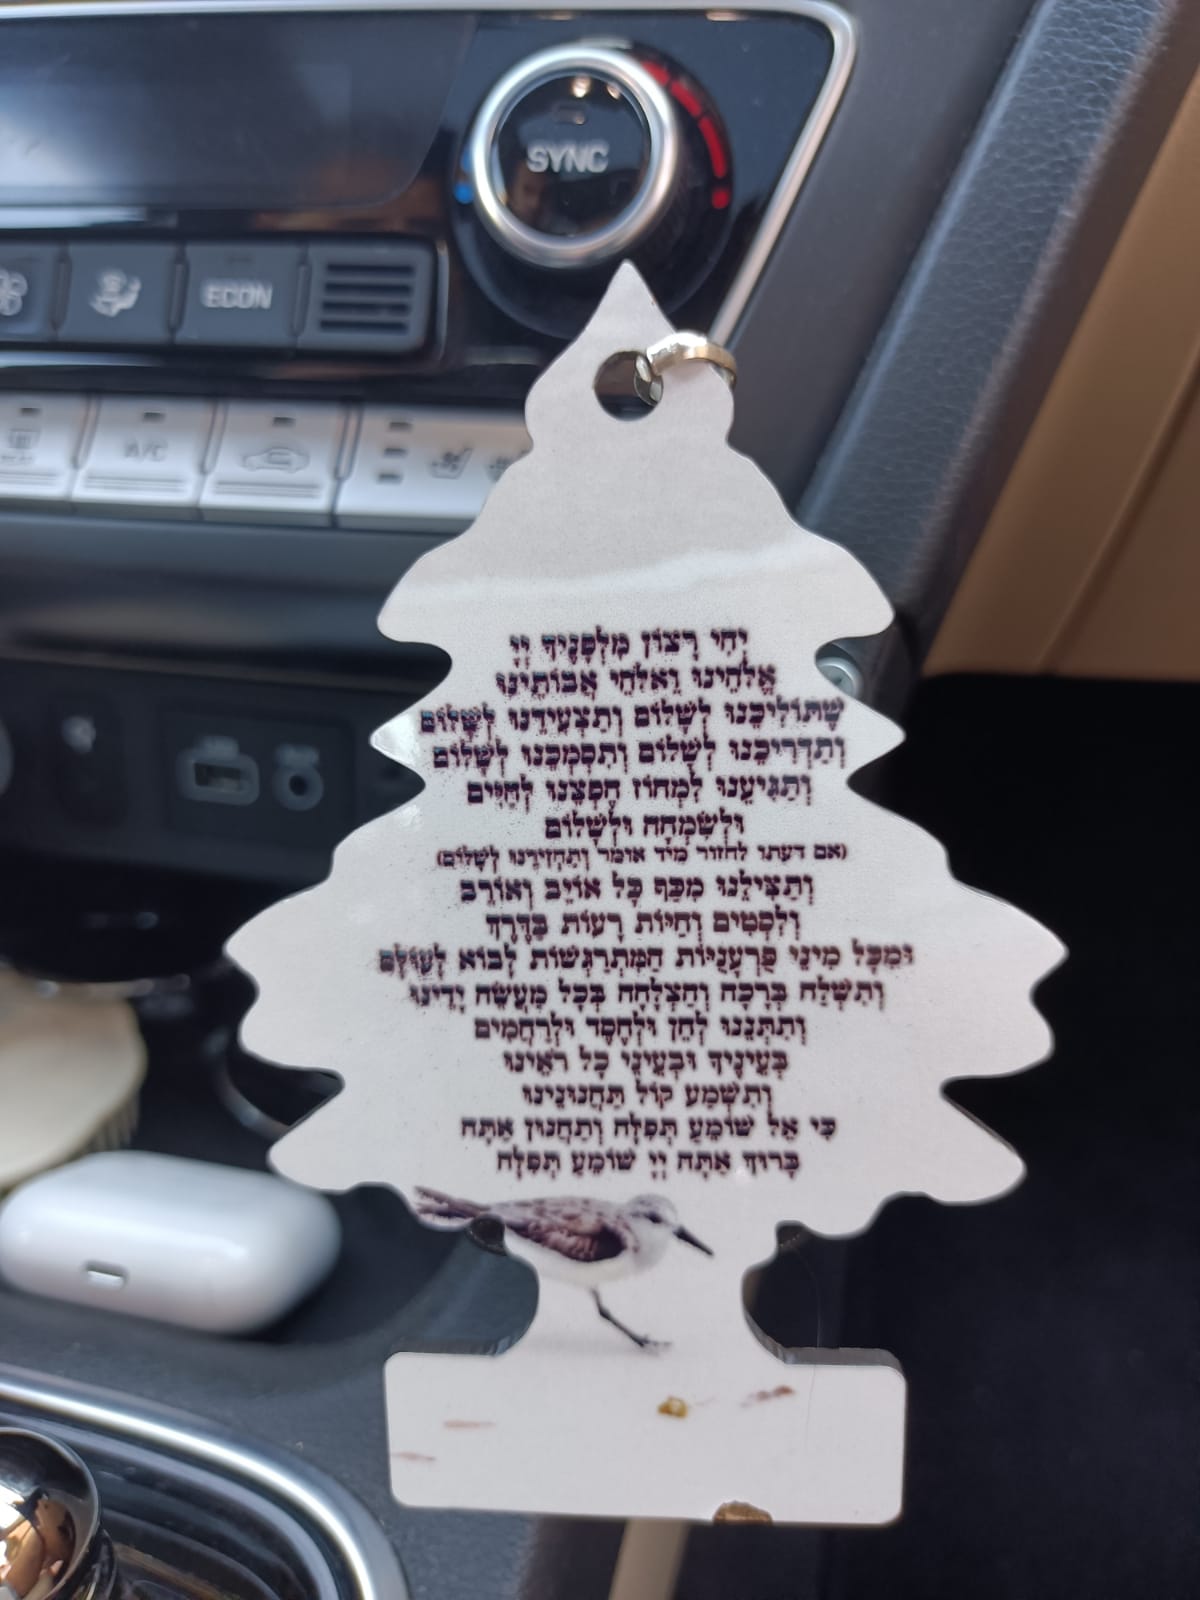 SYNC
ECON
A/C
יְהִי רָצוֹן מִלְפָנֶיךָ יְיָ
אֱלֹהֵינוּ וֵאלֹהֵי אֲבוֹתֵינוּ
שֶׁתּוֹלִיכֵנוּ לְשָׁלוֹם וְתַצְעִידֵנוּ לְשָׁלוֹם
וְתַדְרִיכֵנוּ לְשָׁלוֹם וְתִסְמְכֵנוּ לְשָׁלוֹם
וְתַגִּיעֵנוּ לִמְחוֹז חֶפְצֵנוּ לְחַיִּים
וּלְשִׂמְחָה וּלְשָׁלוֹם
(אם דעתו לחזור מיד אומר וְתַחְזִירֵנוּ לְשָׁלוֹם)
וְתַצִּילֵנוּ מִכַּף כָּל אוֹיֵב וְאוֹרֵב
וְלִסְטִים וְחַיּוֹת רָעוֹת בַּדֶּרֶךְ
וּמִכָּל מִינֵי פֻּרְעָנֻיּוֹת הַמִּתְרַגְּשׁוֹת לָבוֹא לָעוֹלָם
וְתִשְׁלַח בְּרָכָה וְהַצְלָחָה בְּכָל מַעֲשֵׂה יָדֵינוּ
וְתִתְּנֵנוּ לְחֵן וּלְחֶסֶד וּלְרַחֲמִים
בְּעֵינֶיךָ וּבְעֵינֵי כָל רֹאֵינוּ
וְתִשְׁמַע קוֹל תַּחֲנוּנֵינוּ
כִּי אֵל שׁוֹמֵעַ תְּפִלָּה וְתַחֲנוּן אַתָּה
בָּרוּךְ אַתָּה יְיָ שׁוֹמֵעַ תְּפִלָּה